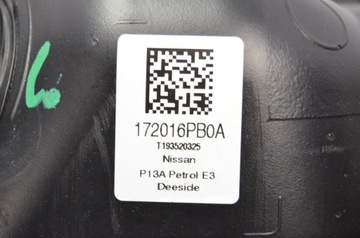 172016PB0A
T193520325
Nissan
P13A Petrol E3
Deeside